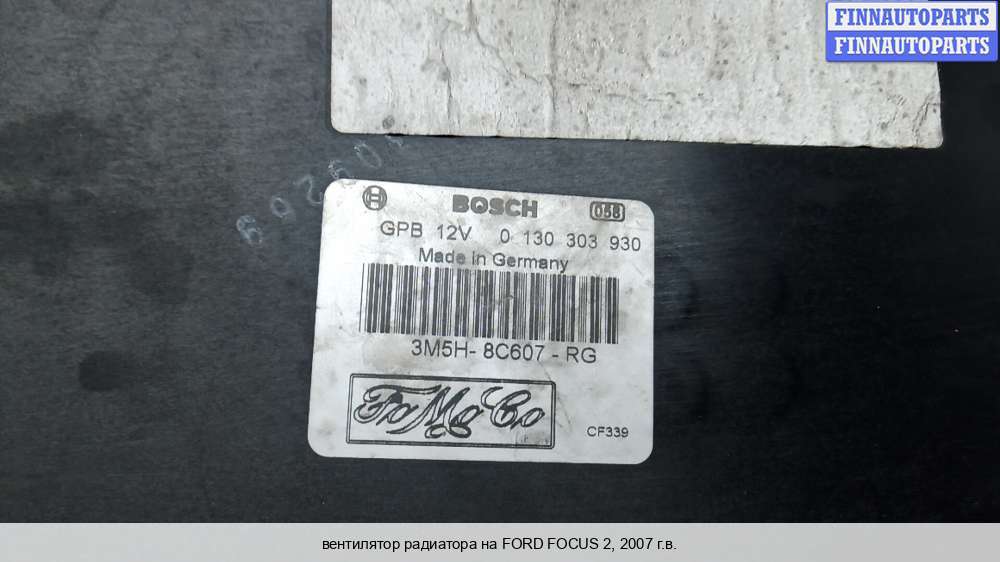 FINNAUTOPARTS
FINNAUTOPARTS
BOSCH
GPB 12V 0 130 303 930
Made in Germany
3M5H- 8C607 - RG
FoMoCo
CF339
вентилятор радиатора на FORD FOCUS 2, 2007 г.в.